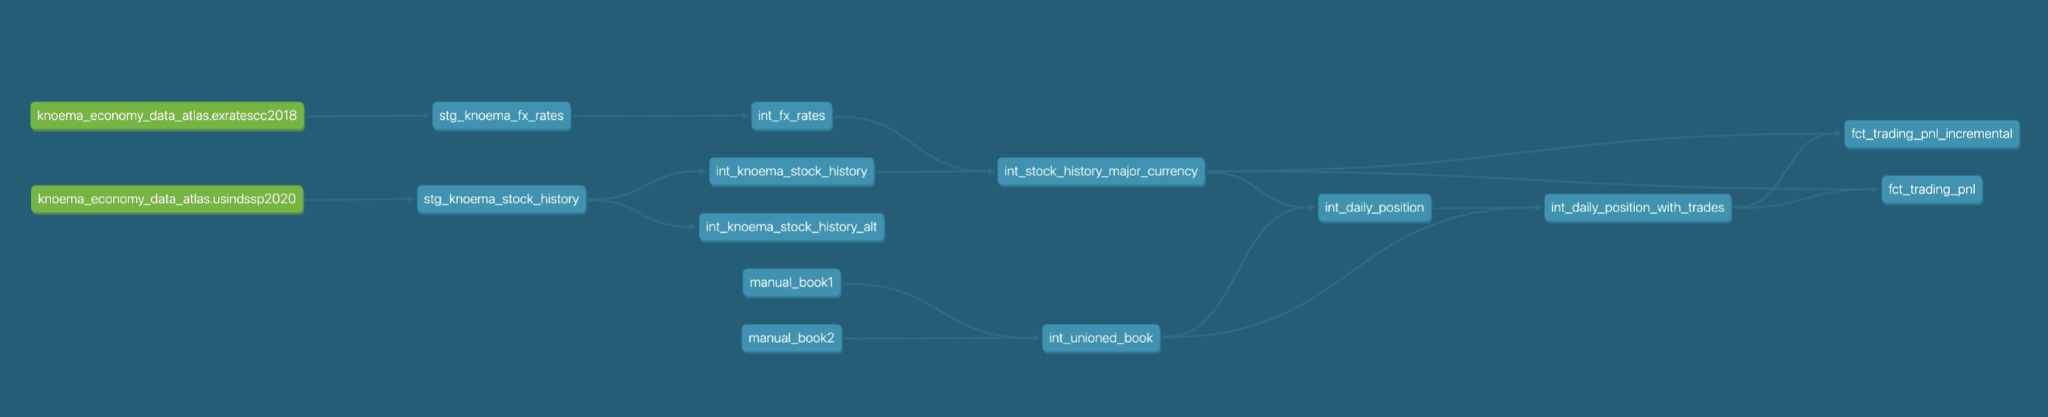 knoema_economy_data_atlas.exratescc2018
stg_knoema_fx_rates
int_fx_rates
fct_trading_pnl_incremental
int_knoema_stock_history
int_stock_history_major_currency
knoema_economy_data_atlas.usindssp2020
stg_knoema_stock_history
fct_trading_pnl
int_daily_position
int_daily_position_with_trades
int_knoema_stock_history_alt
manual_book1
manual_book2
int_unioned_book